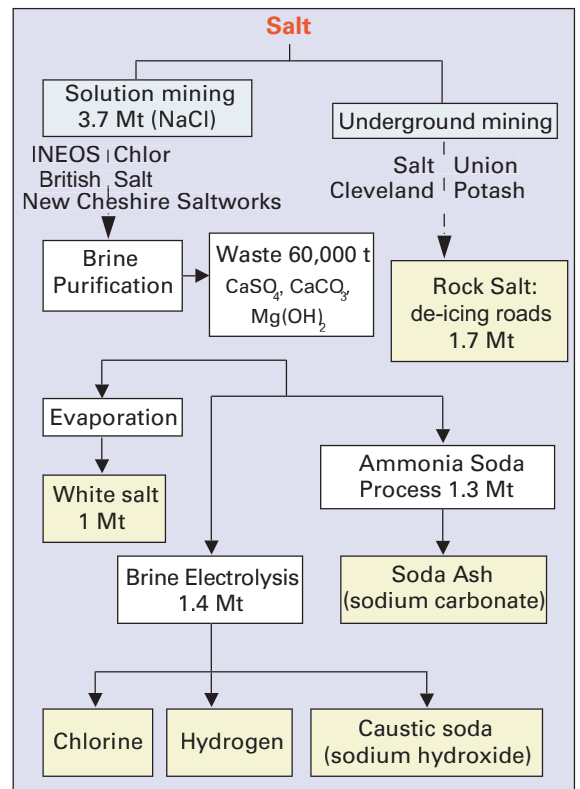 Salt
Solution mining
3.7 Mt (NaCl)
Underground mining
INEOS Chlor
British Salt
New Cheshire Saltworks
Salt Union
Cleveland Potash
Brine
Purification
Waste 60,000 t
CaSO₄, CaCO₃,
Mg(OH)₂
Rock Salt:
de-icing roads
1.7 Mt
Evaporation
White salt
1 Mt
Ammonia Soda
Process 1.3 Mt
Brine Electrolysis
1.4 Mt
Soda Ash
(sodium carbonate)
Chlorine
Hydrogen
Caustic soda
(sodium hydroxide)